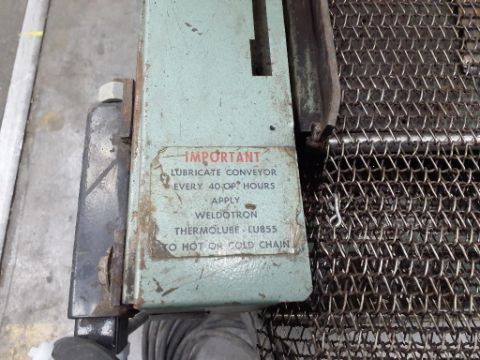 IMPORTANT
LUBRICATE CONVEYOR
EVERY 40 OP. HOURS
APPLY
WELDOTRON
THERMOLUBE - LU855
TO HOT OR COLD CHAIN